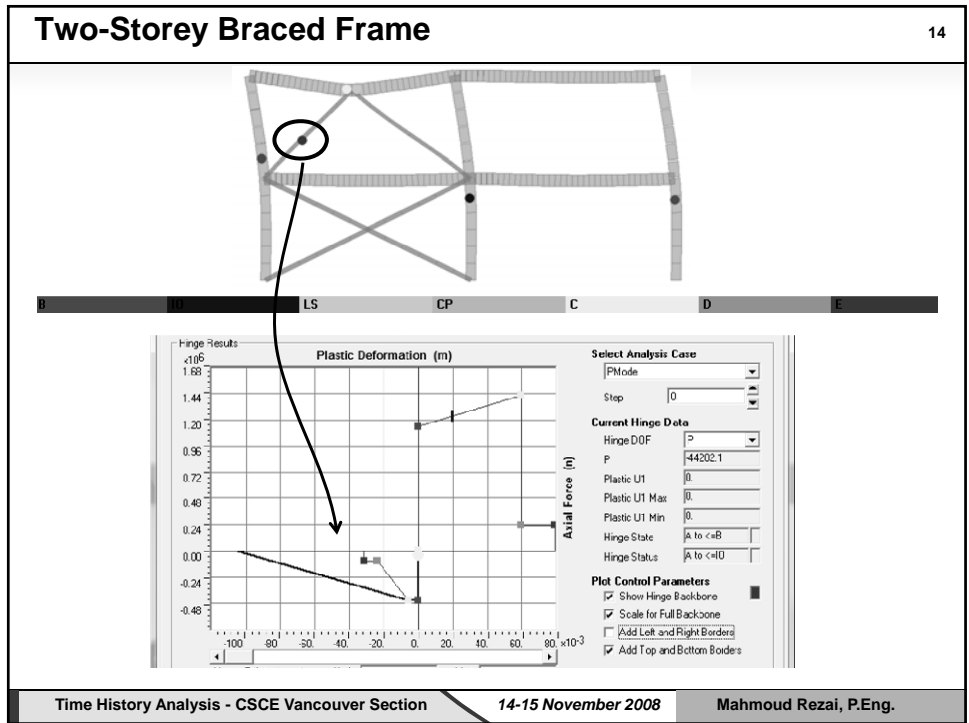 Two-Storey Braced Frame
14
B IO LS CP C D E
Hinge Results
Plastic Deformation (m)
x10^6
1.68
1.44
1.20
0.96
0.72
0.48
0.24
0.00
-0.24
-0.48
-100. -80. -60. -40. -20. 0. 20. 40. 60. 80. x10^-3
Axial Force (n)
Select Analysis Case
PMode
Step 0
Current Hinge Data
Hinge DOF P
P -44202.1
Plastic U1 0.
Plastic U1 Max 0.
Plastic U1 Min 0.
Hinge State A to <=B
Hinge Status A to <=IO
Plot Control Parameters
Show Hinge Backbone
Scale for Full Backbone
Add Left and Right Borders
Add Top and Bottom Borders
Time History Analysis - CSCE Vancouver Section
14-15 November 2008
Mahmoud Rezai, P.Eng.